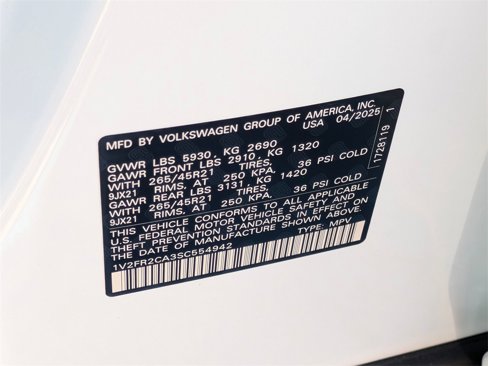 MFD BY VOLKSWAGEN GROUP OF AMERICA, INC.
USA 04/2025
GVWR LBS 5930, KG 2690
GAWR FRONT LBS 2910, KG 1320
WITH 265/45R21 TIRES,
9JX21 RIMS, AT 250 KPA, 36 PSI COLD
GAWR REAR LBS 3131, KG 1420
WITH 265/45R21 TIRES,
9JX21 RIMS, AT 250 KPA, 36 PSI COLD
THIS VEHICLE CONFORMS TO ALL APPLICABLE
U.S. FEDERAL MOTOR VEHICLE SAFETY AND
THEFT PREVENTION STANDARDS IN EFFECT ON
THE DATE OF MANUFACTURE SHOWN ABOVE.
1V2FR2CA3SC554942 TYPE: MPV
1728119 1